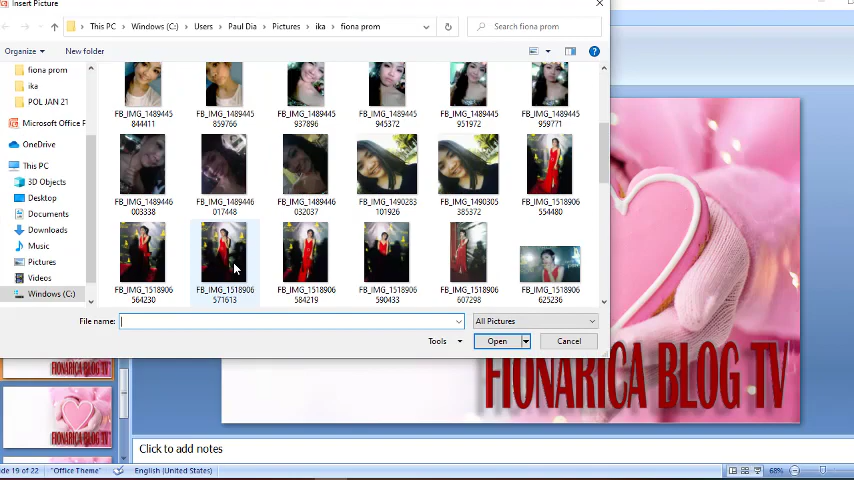 Insert Picture
This PC
Windows (C:)
Users
Paul Dia
Pictures
ika
fiona prom
Search fiona prom
Organize
New folder
fiona prom
ika
POL JAN 21
Microsoft Office F
OneDrive
This PC
3D Objects
Desktop
Documents
Downloads
Music
Pictures
Videos
Windows (C:)
FB_IMG_1489445
844411
FB_IMG_1489445
859766
FB_IMG_1489445
937896
FB_IMG_1489445
945372
FB_IMG_1489445
951972
FB_IMG_1489445
959771
FB_IMG_1489446
003338
FB_IMG_1489446
017448
FB_IMG_1489446
032037
FB_IMG_1490283
101926
FB_IMG_1490305
385372
FB_IMG_1518906
554480
FB_IMG_1518906
564230
FB_IMG_1518906
571613
FB_IMG_1518906
584219
FB_IMG_1518906
590433
FB_IMG_1518906
607298
FB_IMG_1518906
625236
File name:
All Pictures
Tools
Open
Cancel
FIONARICA BLOG TV
Click to add notes
de 19 of 22
"Office Theme"
English (United States)
68%